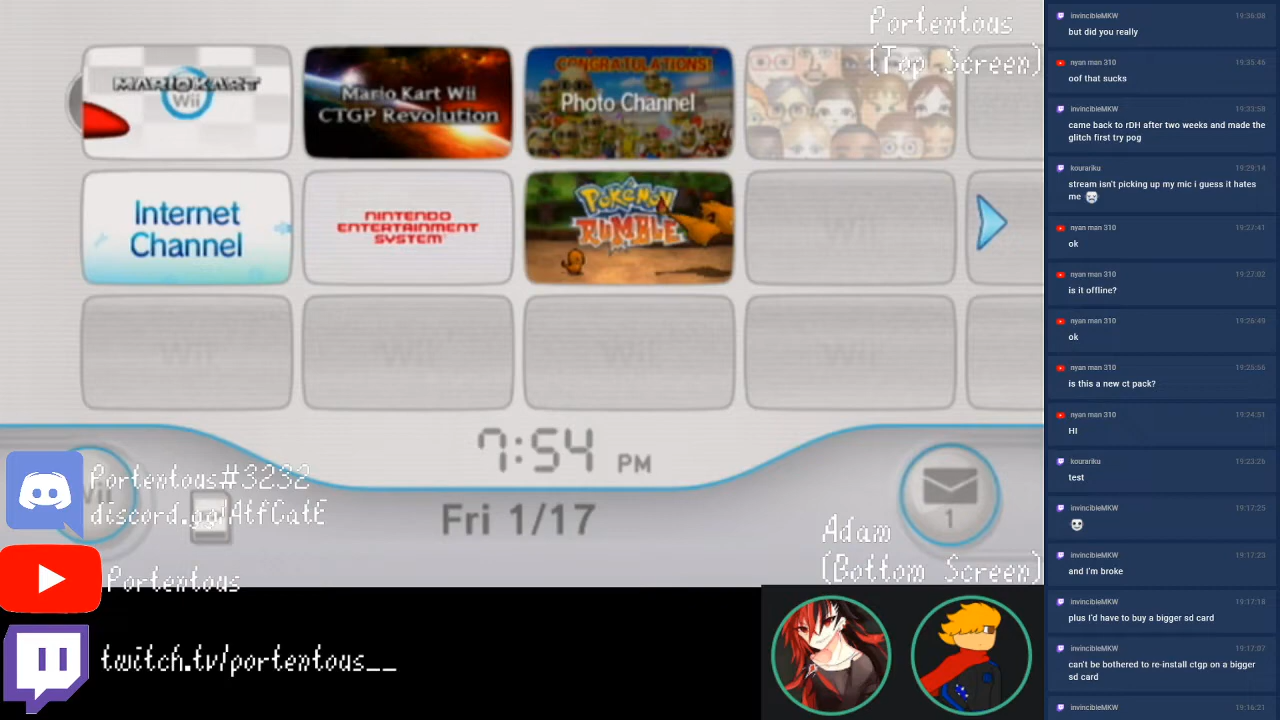 Portentous
(Top Screen)
MARIOKART
Wii
Mario Kart Wii
CTGP Revolution
CONGRATULATIONS!
Photo Channel
Internet
Channel
NINTENDO
ENTERTAINMENT
SYSTEM
POKÉMON
RUMBLE
Wii
Wii
Wii
Wii
Wii
7:54 PM
Fri 1/17
1
Portentous#3232
Adam
(Bottom Screen)
Portentous
twitch.tv/portentous__
invincibleMKW 19:36:08
but did you really
nyan man 310 19:35:46
oof that sucks
invincibleMKW 19:33:58
came back to rDH after two weeks and made the
glitch first try pog
kourariku 19:29:14
stream isn't picking up my mic i guess it hates
me
nyan man 310 19:27:41
ok
nyan man 310 19:27:02
is it offline?
nyan man 310 19:26:49
ok
nyan man 310 19:25:56
is this a new ct pack?
nyan man 310 19:24:51
HI
kourariku 19:23:26
test
invincibleMKW 19:17:25
invincibleMKW 19:17:23
and I'm broke
invincibleMKW 19:17:18
plus I'd have to buy a bigger sd card
invincibleMKW 19:17:07
can't be bothered to re-install ctgp on a bigger
sd card
invincibleMKW 19:16:21